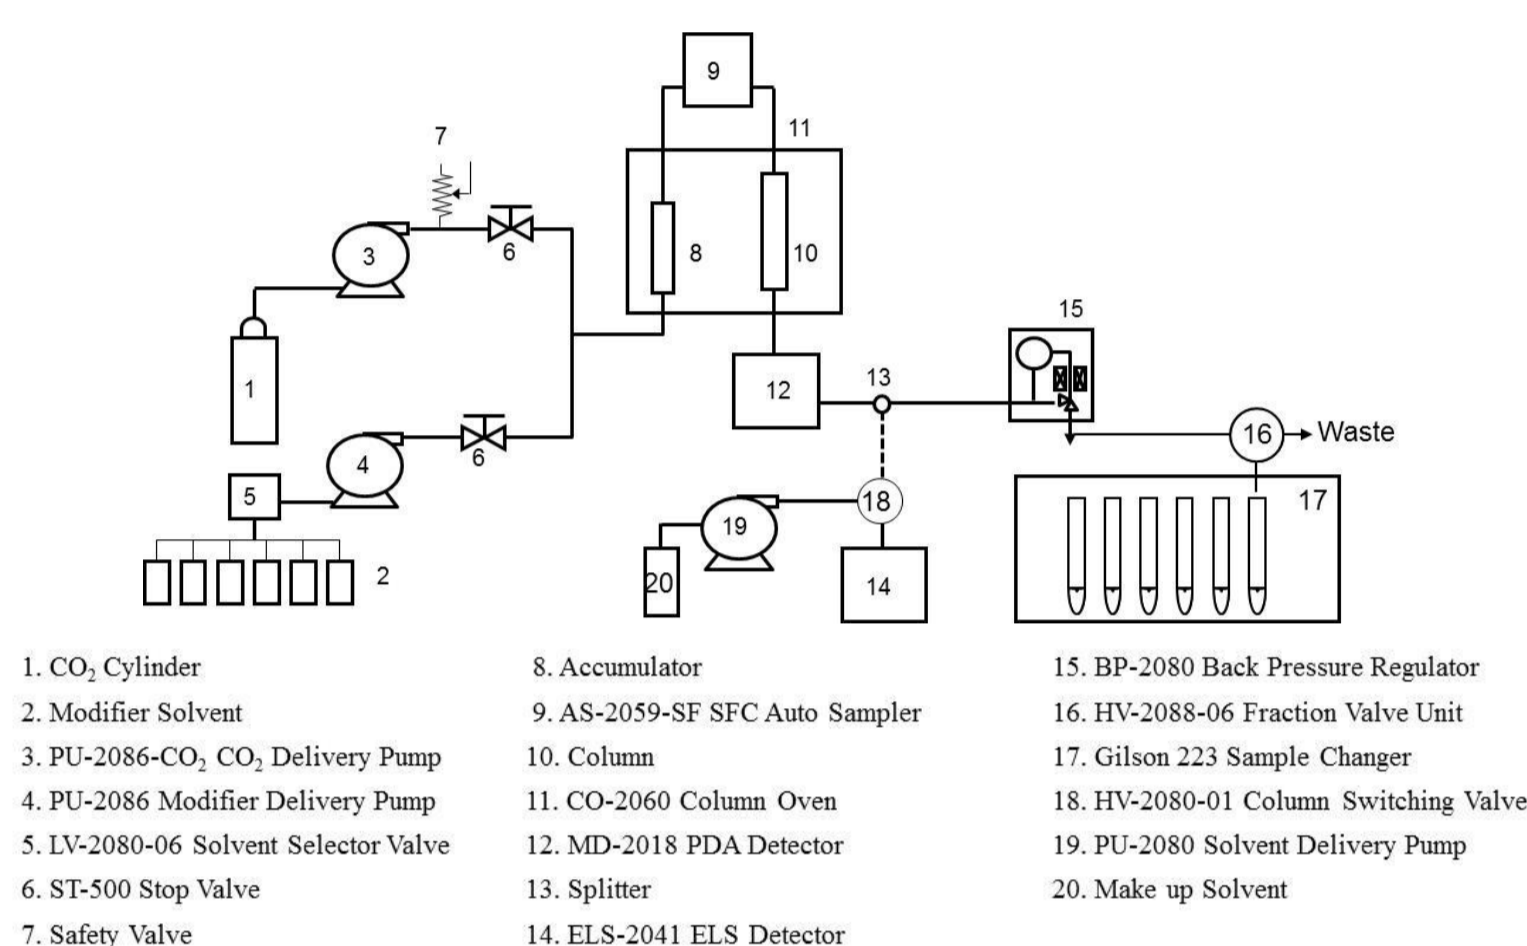 9
7
11
3
6
8
10
15
1
12
13
16
Waste
4
6
5
18
17
19
2
20
14
1. CO₂ Cylinder
2. Modifier Solvent
3. PU-2086-CO₂ CO₂ Delivery Pump
4. PU-2086 Modifier Delivery Pump
5. LV-2080-06 Solvent Selector Valve
6. ST-500 Stop Valve
7. Safety Valve
8. Accumulator
9. AS-2059-SF SFC Auto Sampler
10. Column
11. CO-2060 Column Oven
12. MD-2018 PDA Detector
13. Splitter
14. ELS-2041 ELS Detector
15. BP-2080 Back Pressure Regulator
16. HV-2088-06 Fraction Valve Unit
17. Gilson 223 Sample Changer
18. HV-2080-01 Column Switching Valve
19. PU-2080 Solvent Delivery Pump
20. Make up Solvent